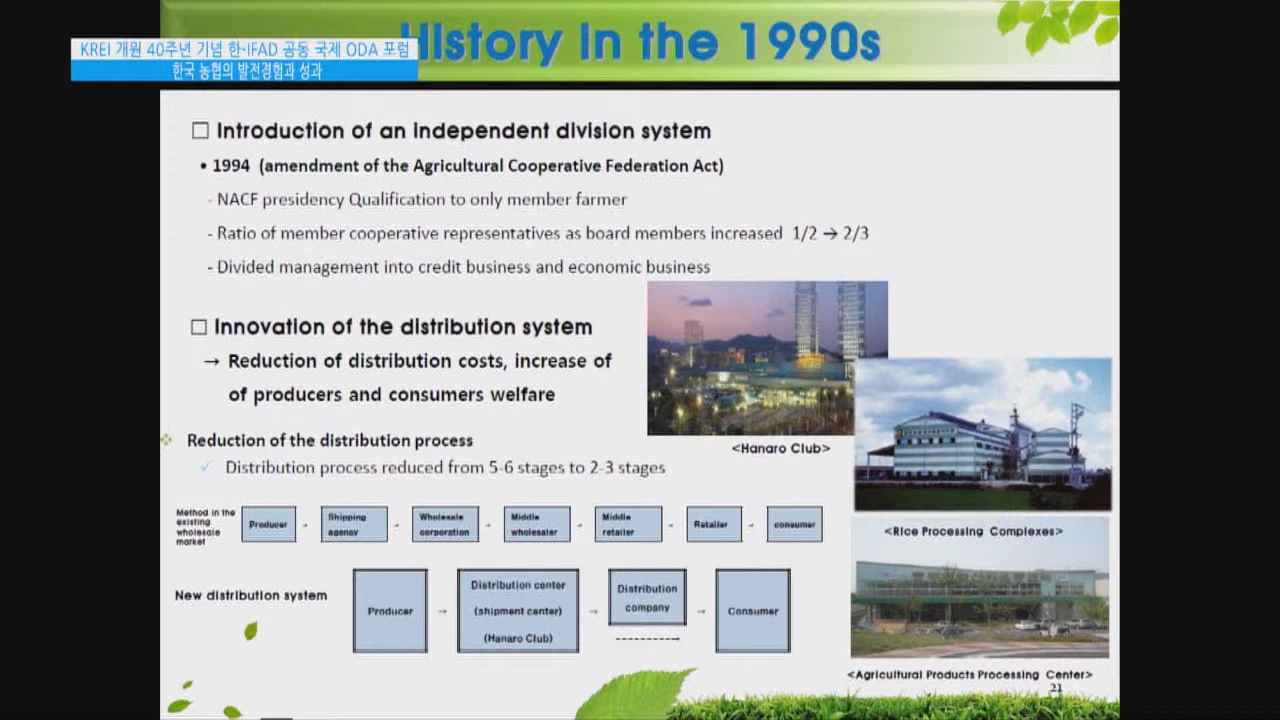 History in the 1990s
KREI 개원 40주년 기념 한-IFAD 공동 국제 ODA 포럼
한국 농협의 발전경험과 성과
Introduction of an independent division system
• 1994 (amendment of the Agricultural Cooperative Federation Act)
- NACF presidency Qualification to only member farmer
- Ratio of member cooperative representatives as board members increased 1/2 → 2/3
- Divided management into credit business and economic business
Innovation of the distribution system
→ Reduction of distribution costs, increase of
of producers and consumers welfare
<Hanaro Club>
Reduction of the distribution process
✓ Distribution process reduced from 5-6 stages to 2-3 stages
<Rice Processing Complexes>
Method in the
existing
wholesale
market
Producer → Shipping agency → Wholesale corporation → Middle wholesaler → Middle retailer → Retailer → consumer
New distribution system
Producer →
Distribution center
(shipment center)
(Hanaro Club)
→ Distribution
company
→ Consumer
<Agricultural Products Processing Center>
21